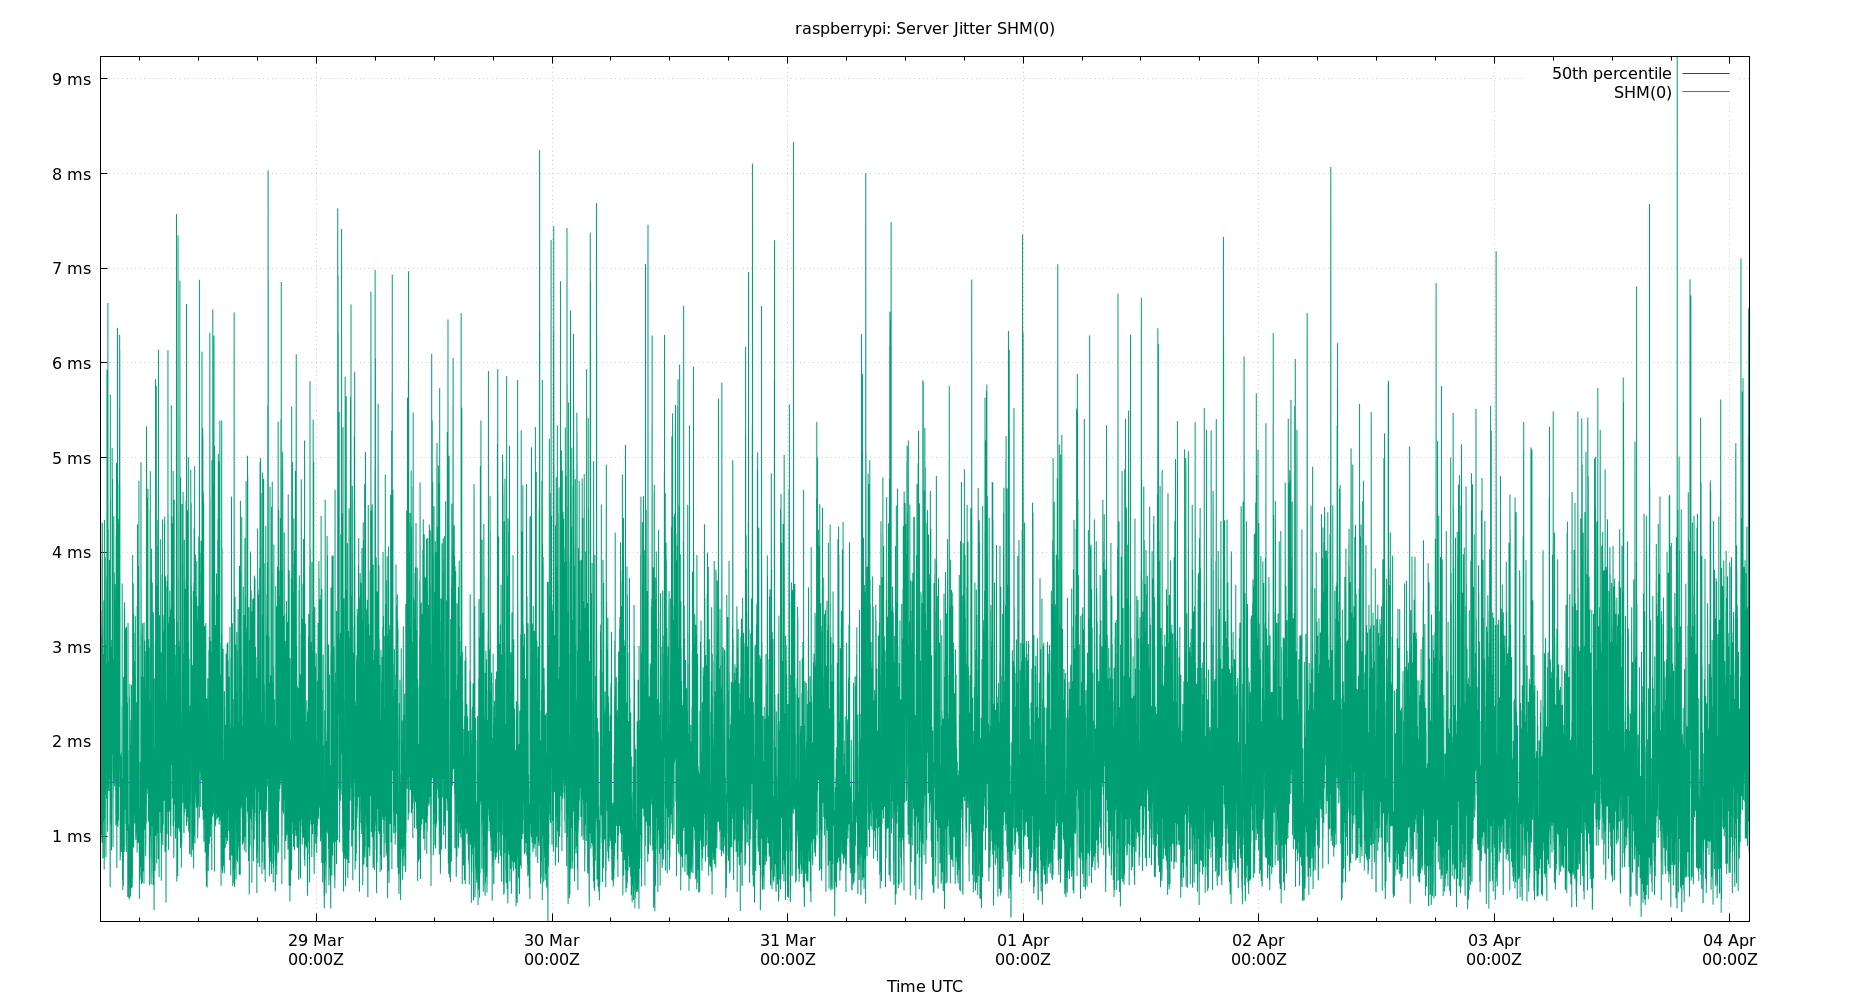 raspberrypi: Server Jitter SHM(0)
50th percentile
SHM(0)
9 ms
8 ms
7 ms
6 ms
5 ms
4 ms
3 ms
2 ms
1 ms
29 Mar 30 Mar 31 Mar 01 Apr 02 Apr 03 Apr 04 Apr
00:00Z 00:00Z 00:00Z 00:00Z 00:00Z 00:00Z 00:00Z
Time UTC